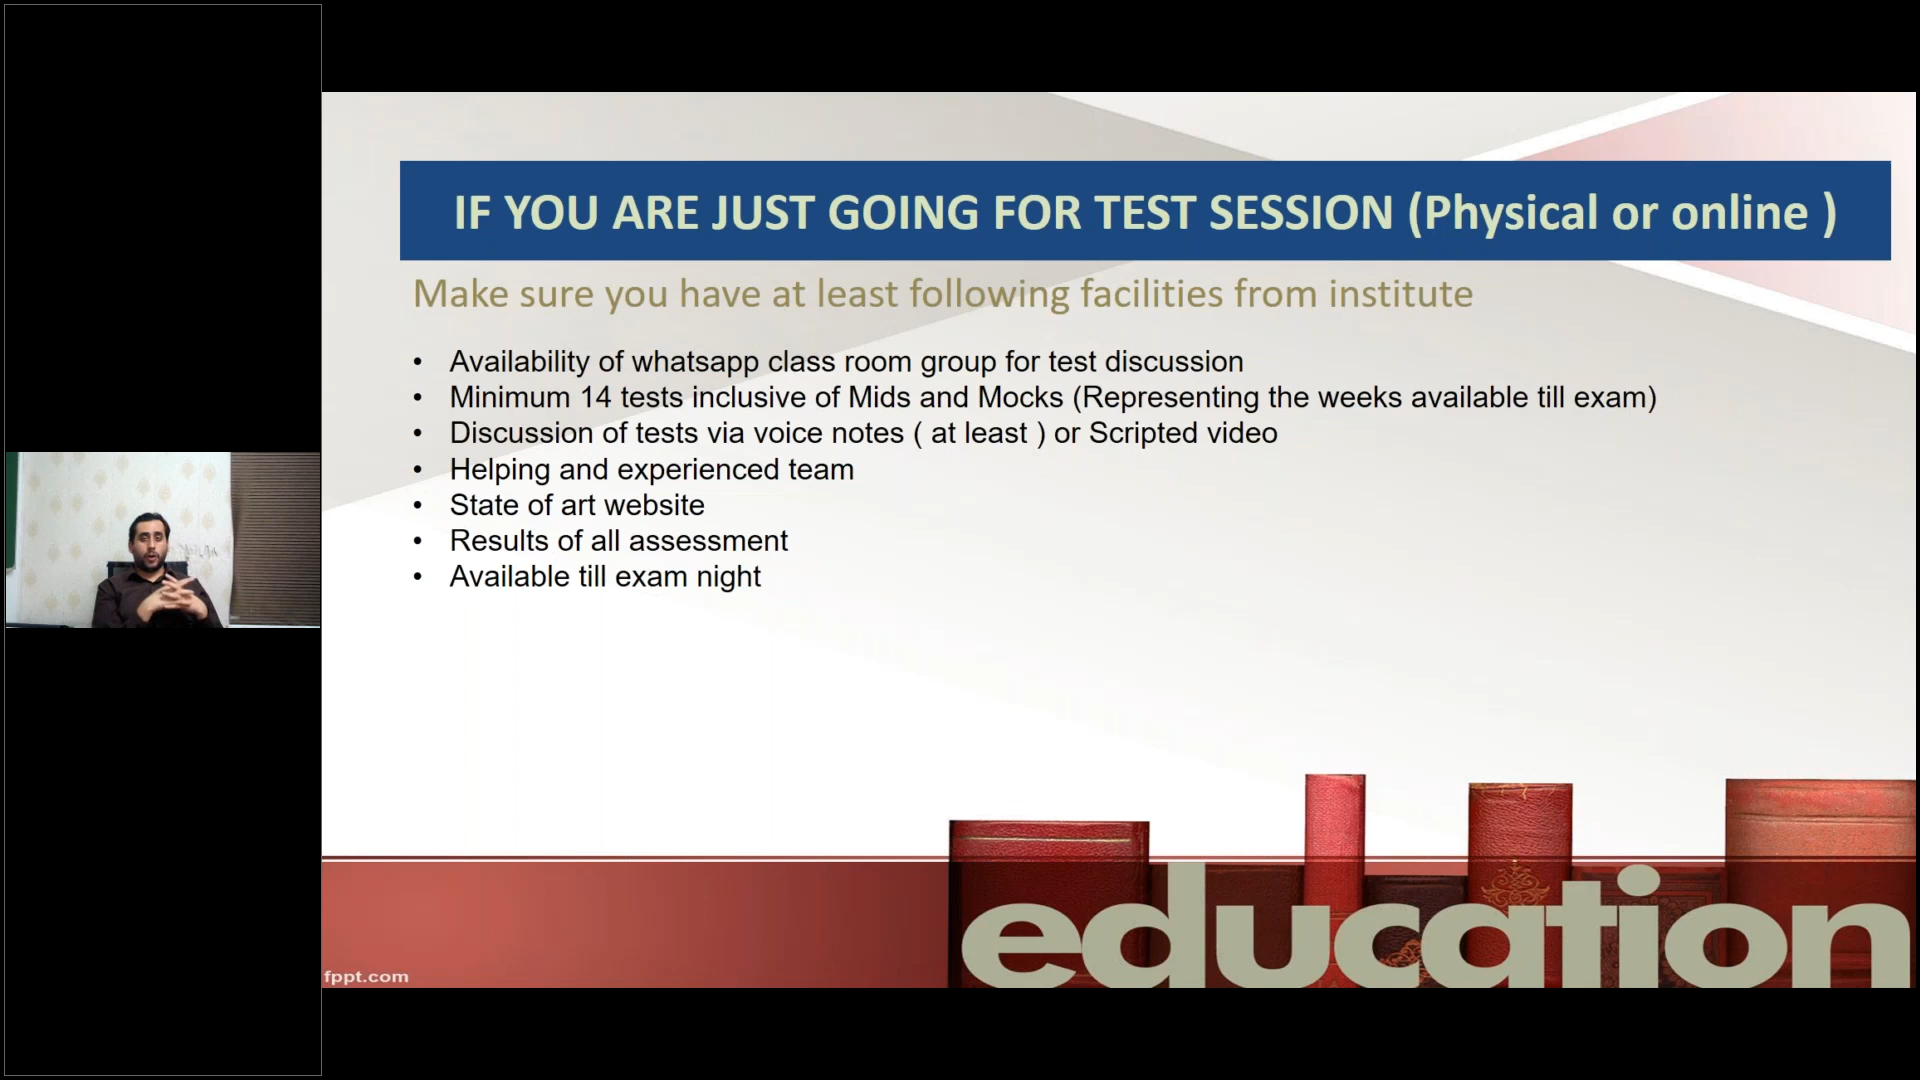 IF YOU ARE JUST GOING FOR TEST SESSION (Physical or online )
Make sure you have at least following facilities from institute
• Availability of whatsapp class room group for test discussion
• Minimum 14 tests inclusive of Mids and Mocks (Representing the weeks available till exam)
• Discussion of tests via voice notes ( at least ) or Scripted video
• Helping and experienced team
• State of art website
• Results of all assessment
• Available till exam night
education
fppt.com